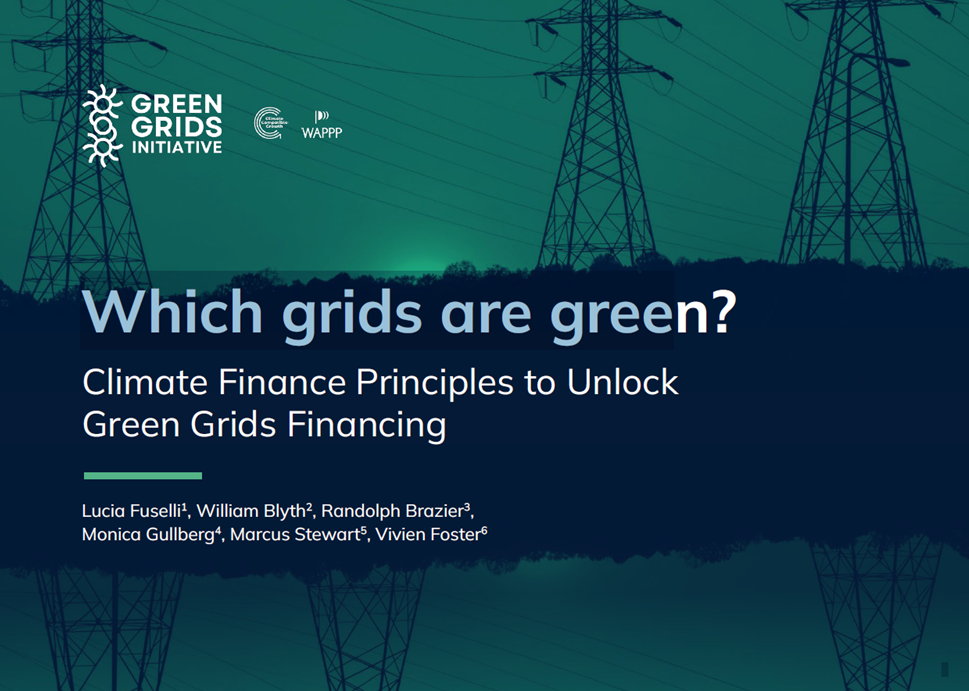 GREEN
GRIDS
INITIATIVE
Climate
Compatible
Growth
WAPPP
Which grids are green?
Climate Finance Principles to Unlock
Green Grids Financing
Lucia Fuselli¹, William Blyth², Randolph Brazier³,
Monica Gullberg⁴, Marcus Stewart⁵, Vivien Foster⁶